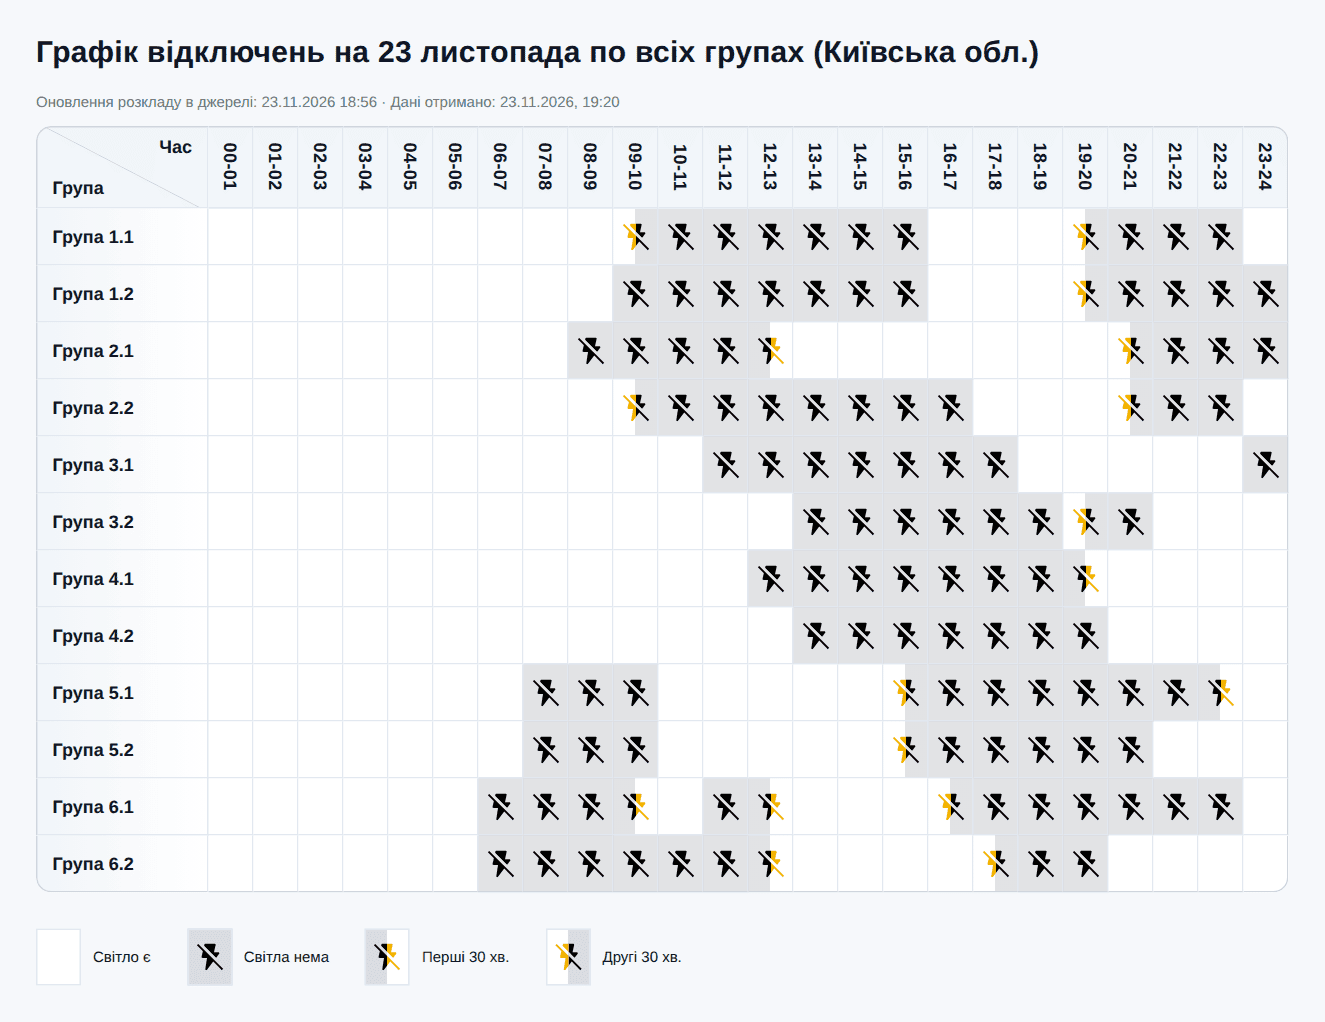 Графік відключень на 23 листопада по всіх групах (Київська обл.)
Оновлення розкладу в джерелі: 23.11.2026 18:56 · Дані отримано: 23.11.2026, 19:20
Час
Група
00-01 01-02 02-03 03-04 04-05 05-06 06-07 07-08 08-09 09-10 10-11 11-12 12-13 13-14 14-15 15-16 16-17 17-18 18-19 19-20 20-21 21-22 22-23 23-24
Група 1.1
Група 1.2
Група 2.1
Група 2.2
Група 3.1
Група 3.2
Група 4.1
Група 4.2
Група 5.1
Група 5.2
Група 6.1
Група 6.2
Світло є Світла нема Перші 30 хв. Другі 30 хв.